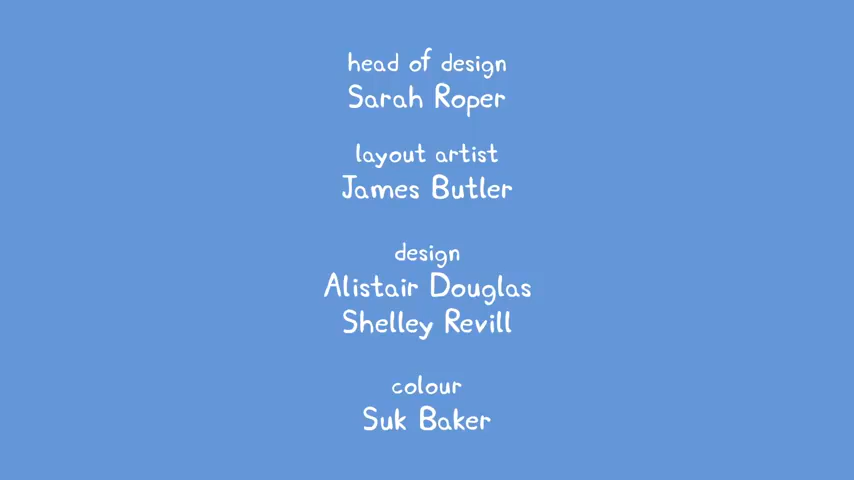 head of design
Sarah Roper
layout artist
James Butler
design
Alistair Douglas
Shelley Revill
colour
Suk Baker